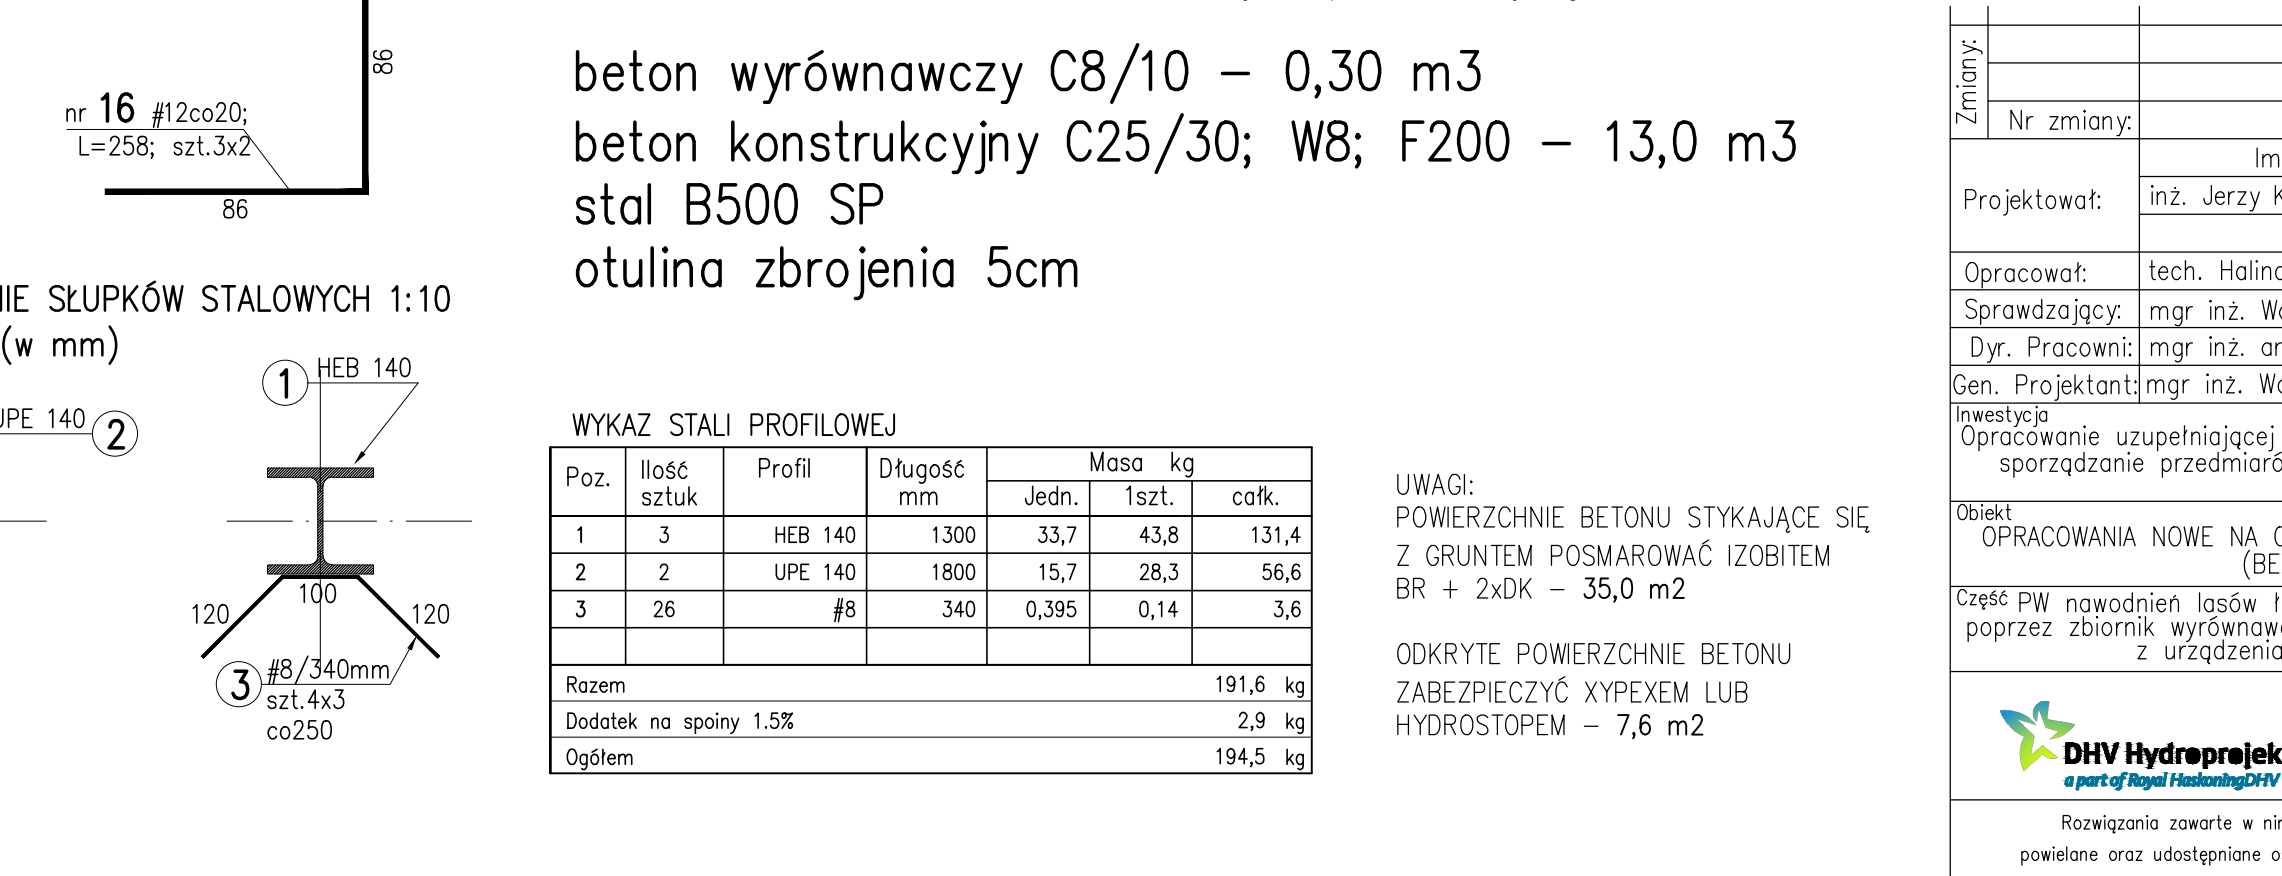 86
nr 16 #12co20;
L=258; szt.3x2
86
beton wyrównawczy C8/10 – 0,30 m3
beton konstrukcyjny C25/30; W8; F200 – 13,0 m3
stal B500 SP
otulina zbrojenia 5cm
SŁUPKÓW STALOWYCH 1:10
(w mm)
1 HEB 140
140 2
100
120 120
3 #8/340mm
szt.4x3
co250
WYKAZ STALI PROFILOWEJ
Poz. Ilość sztuk Profil Długość mm Masa kg
Jedn. 1szt. całk.
1 3 HEB 140 1300 33,7 43,8 131,4
2 2 UPE 140 1800 15,7 28,3 56,6
3 26 #8 340 0,395 0,14 3,6
Razem 191,6 kg
Dodatek na spoiny 1.5% 2,9 kg
Ogółem 194,5 kg
UWAGI:
POWIERZCHNIE BETONU STYKAJĄCE SIĘ
Z GRUNTEM POSMAROWAĆ IZOBITEM
BR + 2xDK – 35,0 m2
ODKRYTE POWIERZCHNIE BETONU
ZABEZPIECZYĆ XYPEXEM LUB
HYDROSTOPEM – 7,6 m2
Zmiany:
Nr zmiany:
Projektował:
inż. Jerzy
Opracował: tech.
Sprawdzający: mgr inż.
Dyr. Pracowni: mgr inż.
Gen. Projektant: mgr inż.
Inwestycja
Opracowanie uzupełniającej
sporządzanie
Obiekt
OPRACOWANIA NOWE NA
(BE
Część PW nawodnień lasów
poprzez zbiornik
z
DHV Hydroprojek
a part of Royal HaskoningDHV
Rozwiązania zawarte w
powielane oraz udostępniane